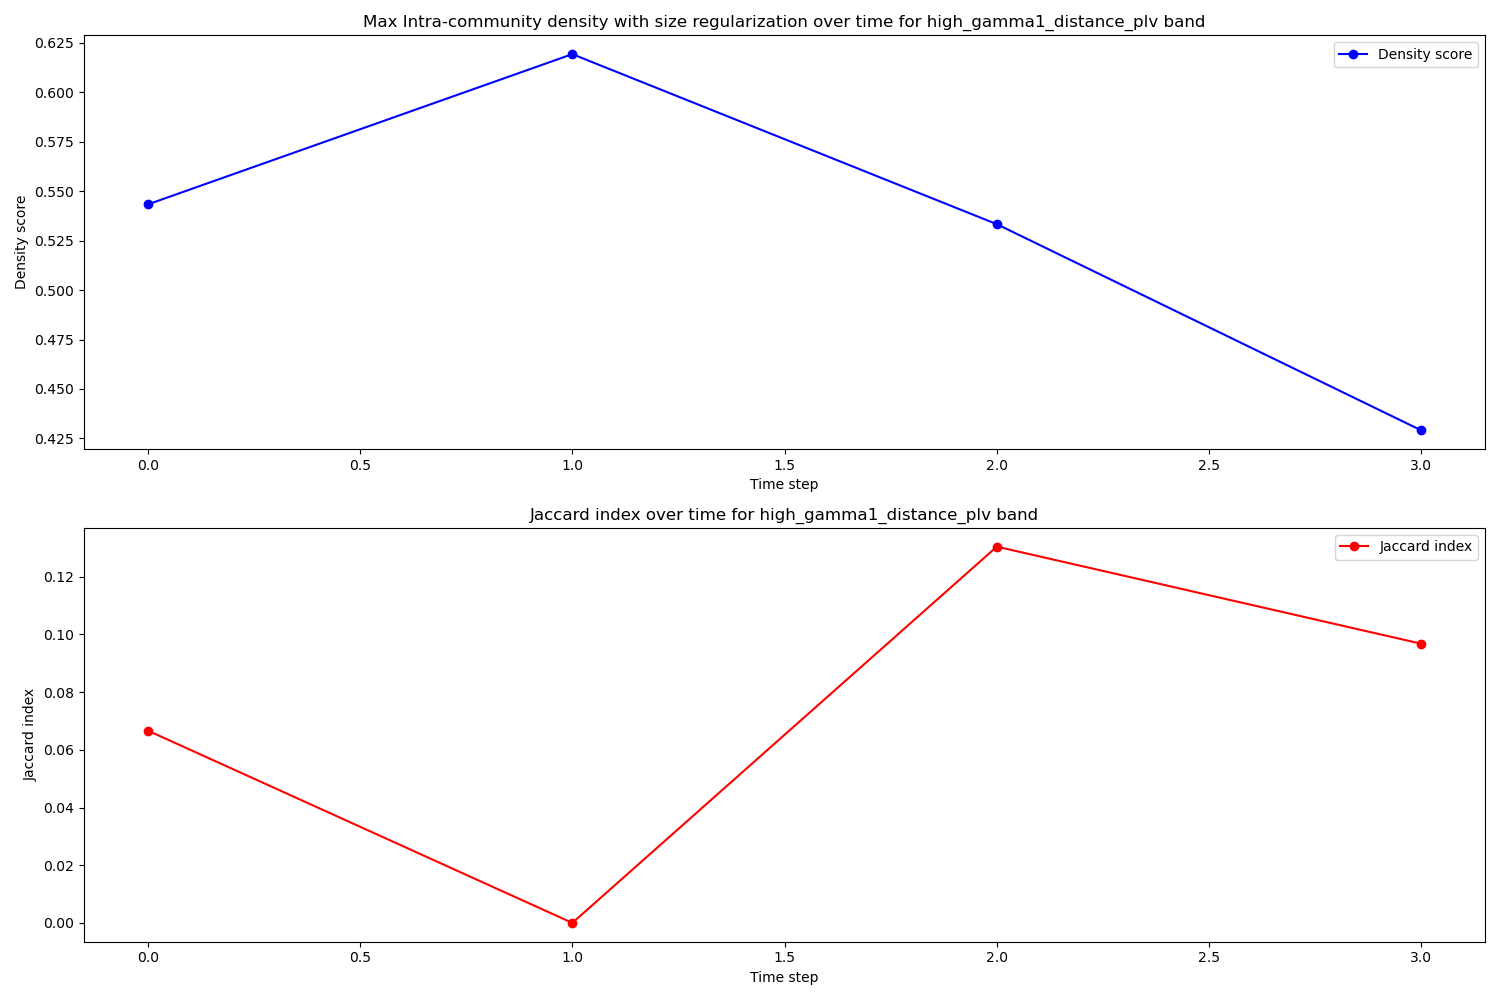 Max Intra-community density with size regularization over time for high_gamma1_distance_plv band
Density score
0.625
0.600
0.575
0.550
0.525
0.500
0.475
0.450
0.425
Density score
0.0 0.5 1.0 1.5 2.0 2.5 3.0
Time step
Jaccard index over time for high_gamma1_distance_plv band
Jaccard index
0.12
0.10
0.08
0.06
0.04
0.02
0.00
Jaccard index
0.0 0.5 1.0 1.5 2.0 2.5 3.0
Time step